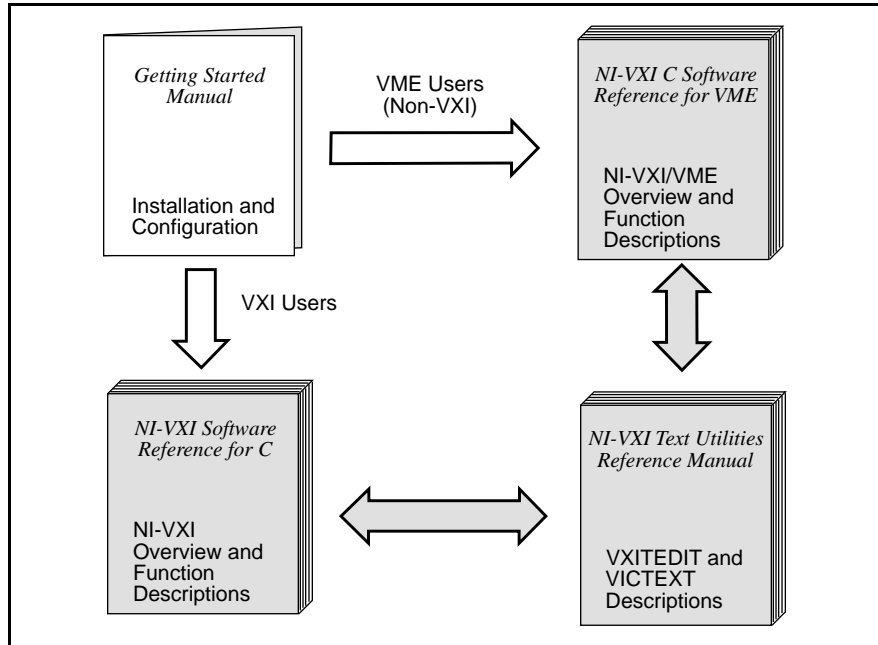 Getting Started
Manual
Installation and
Configuration
VME Users
(Non-VXI)
NI-VXI C Software
Reference for VME
NI-VXI/VME
Overview and
Function
Descriptions
VXI Users
NI-VXI Software
Reference for C
NI-VXI
Overview and
Function
Descriptions
NI-VXI Text Utilities
Reference Manual
VXITEDIT and
VICTEXT
Descriptions